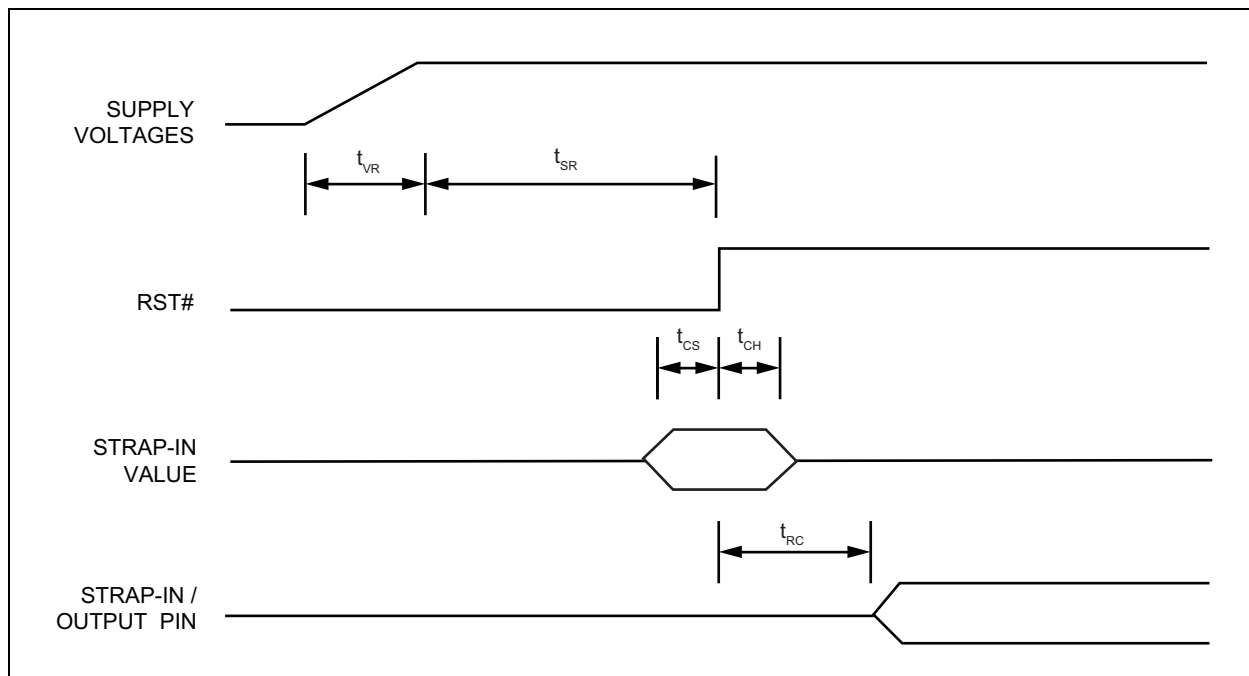 SUPPLY
VOLTAGES
tVR
tSR
RST#
tCS
tCH
STRAP-IN
VALUE
tRC
STRAP-IN /
OUTPUT PIN